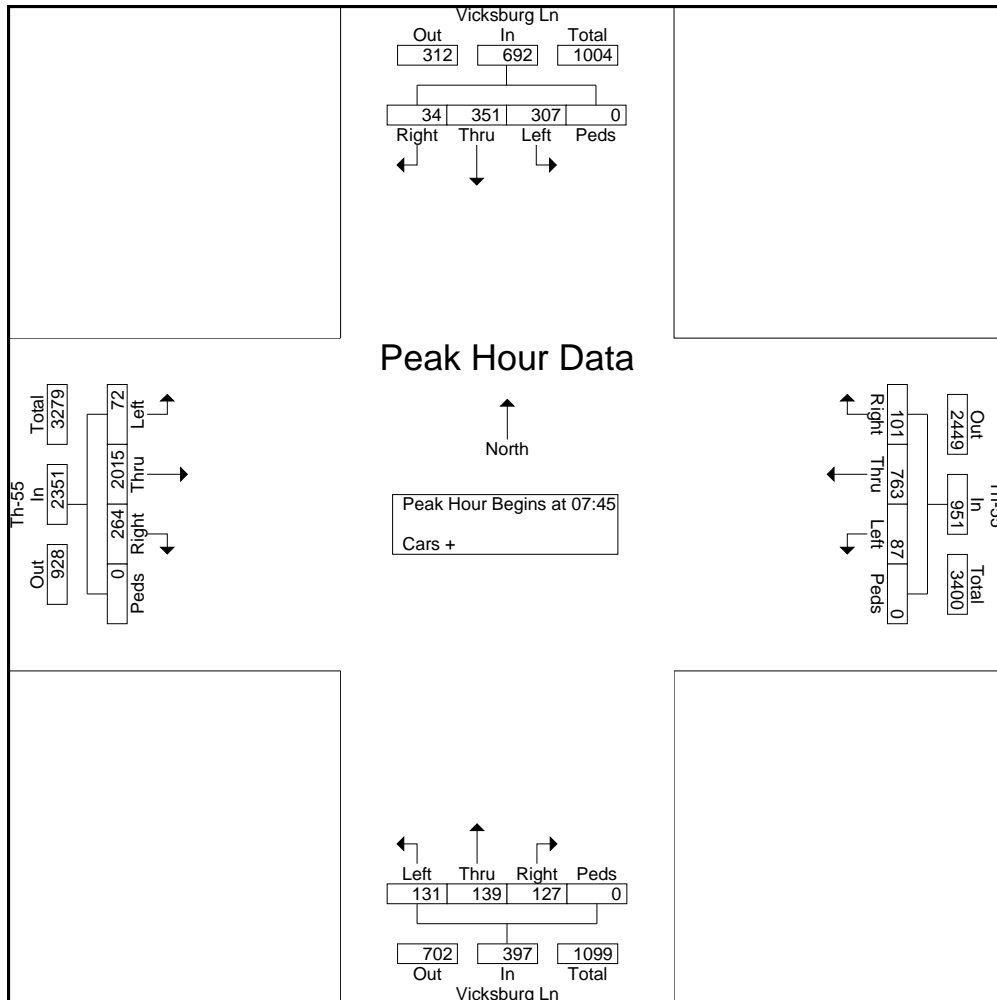 Vicksburg Ln
Out In Total
312 692 1004
34 351 307 0
Right Thru Left Peds
Peak Hour Data
North
Peak Hour Begins at 07:45
Cars +
Th-55
Total In Out
3279 2351 928
72 2015 264 0
Left Thru Right Peds
Out In Total
2449 951 3400
101 763 87 0
Right Thru Left Peds
Left Thru Right Peds
131 139 127 0
702 397 1099
Out In Total
Vicksburg Ln